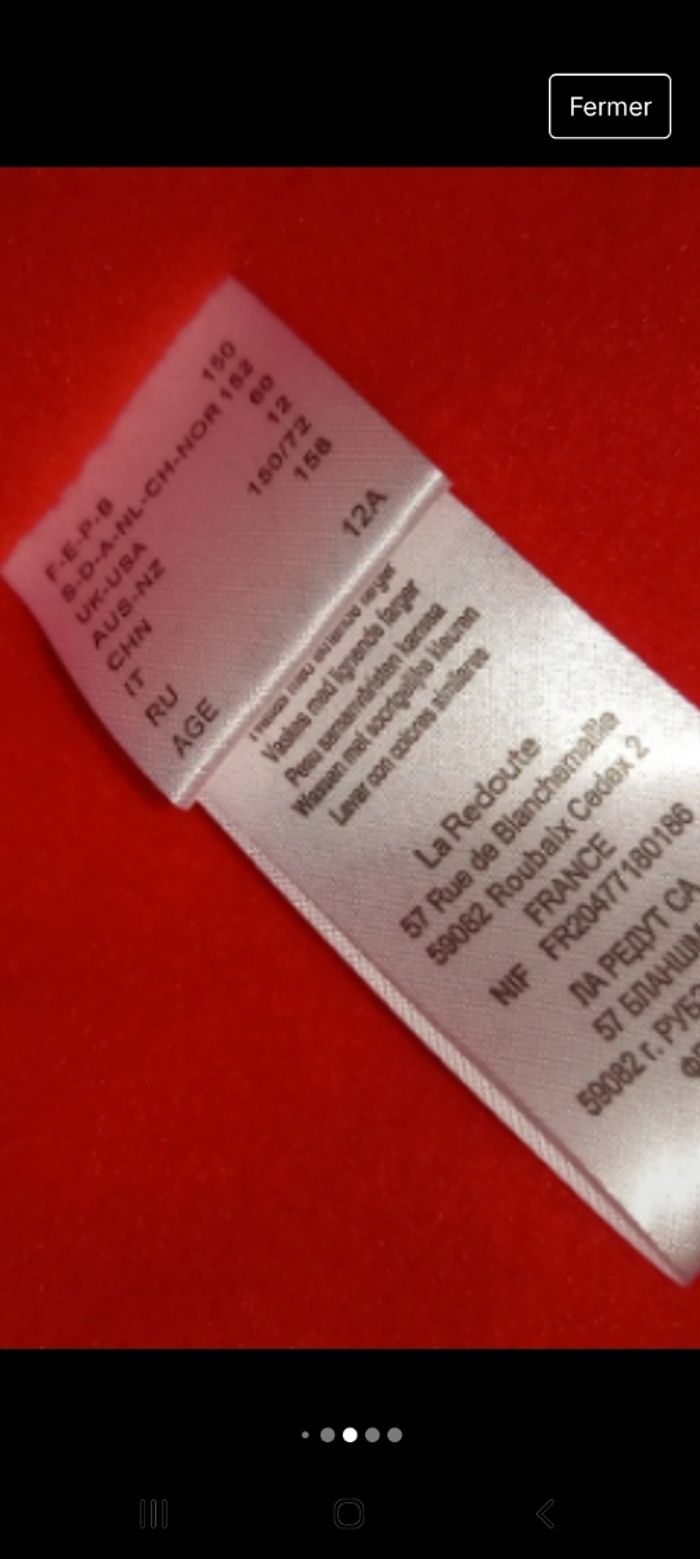 Fermer
F-E-P-B 150
S-D-A-NL-CH-NOR 152
UK-USA 60
AUS-NZ 12
CHN 150/72
IT 158
RU
AGE 12A
Vaskes med lignende farger
Pesu samanväristen kanssa
Wassen met soortgelijke kleuren
Lavar con colores similares
La Redoute
57 Rue de Blanchemaille
59082 Roubaix Cedex 2
FRANCE
NIF FR20477180186
ЛА РЕДУТ СА
57 БЛАНШ
59082 г. РУБ